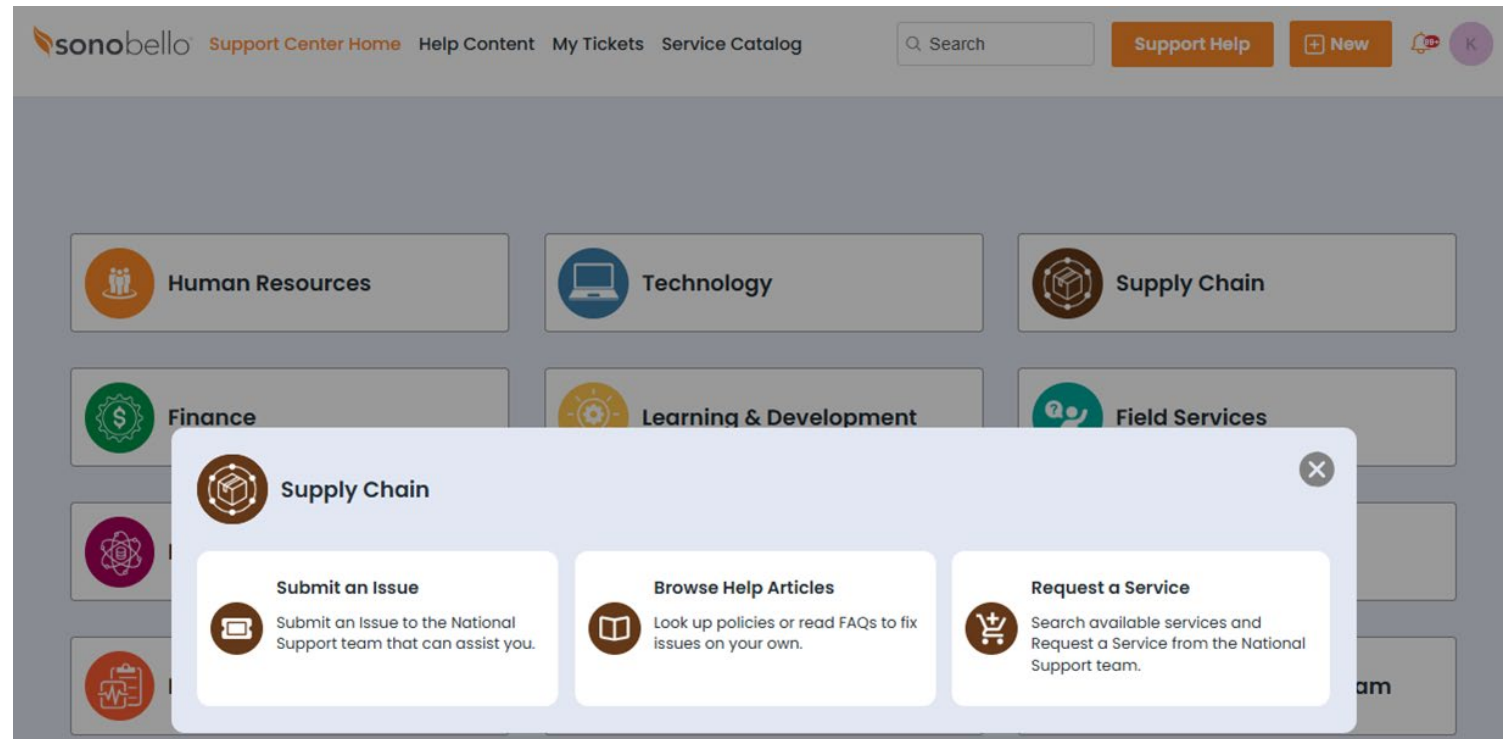 sonobello Support Center Home Help Content My Tickets Service Catalog Search Support Help New 99+ K
Human Resources Technology Supply Chain
Finance Learning & Development Field Services
Supply Chain
Submit an Issue
Submit an Issue to the National
Support team that can assist you.
Browse Help Articles
Look up policies or read FAQs to fix
issues on your own.
Request a Service
Search available services and
Request a Service from the National
Support team.
am